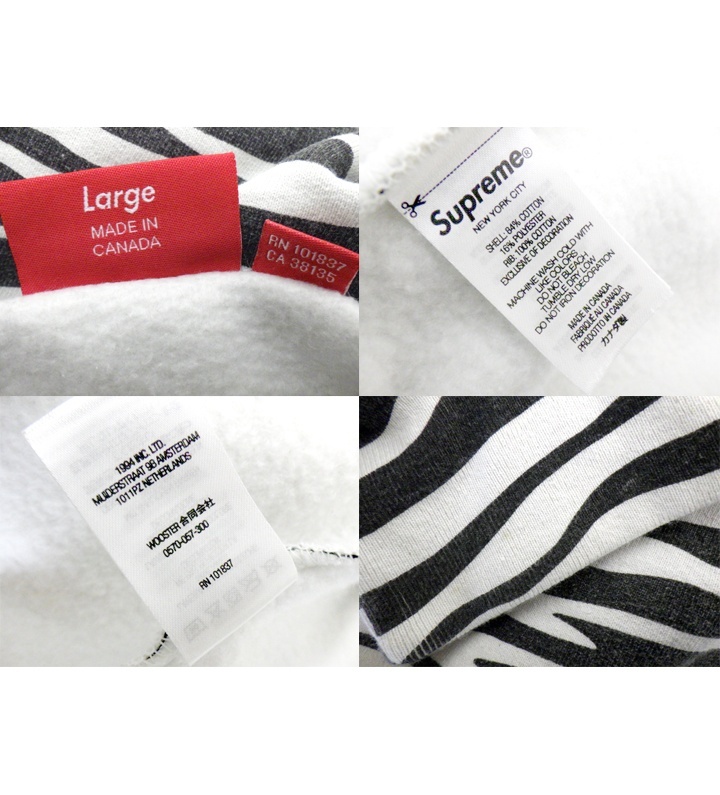 Large
MADE IN
CANADA
RN 101837
CA 38135
Supreme®
NEW YORK CITY
SHELL: 84% COTTON
16% POLYESTER
RIB: 100% COTTON
EXCLUSIVE OF DECORATION
MACHINE WASH COLD WITH
LIKE COLORS
DO NOT BLEACH
TUMBLE DRY LOW
DO NOT IRON DECORATION
MADE IN CANADA
FABRIQUÉ AU CANADA
PRODOTTO IN CANADA
カナダ製
1994 INC. LTD.
MUIDERSTRAAT 9B AMSTERDAM
1011PZ NETHERLANDS
WOOSTER合同会社
0570-057-300
RN 101837